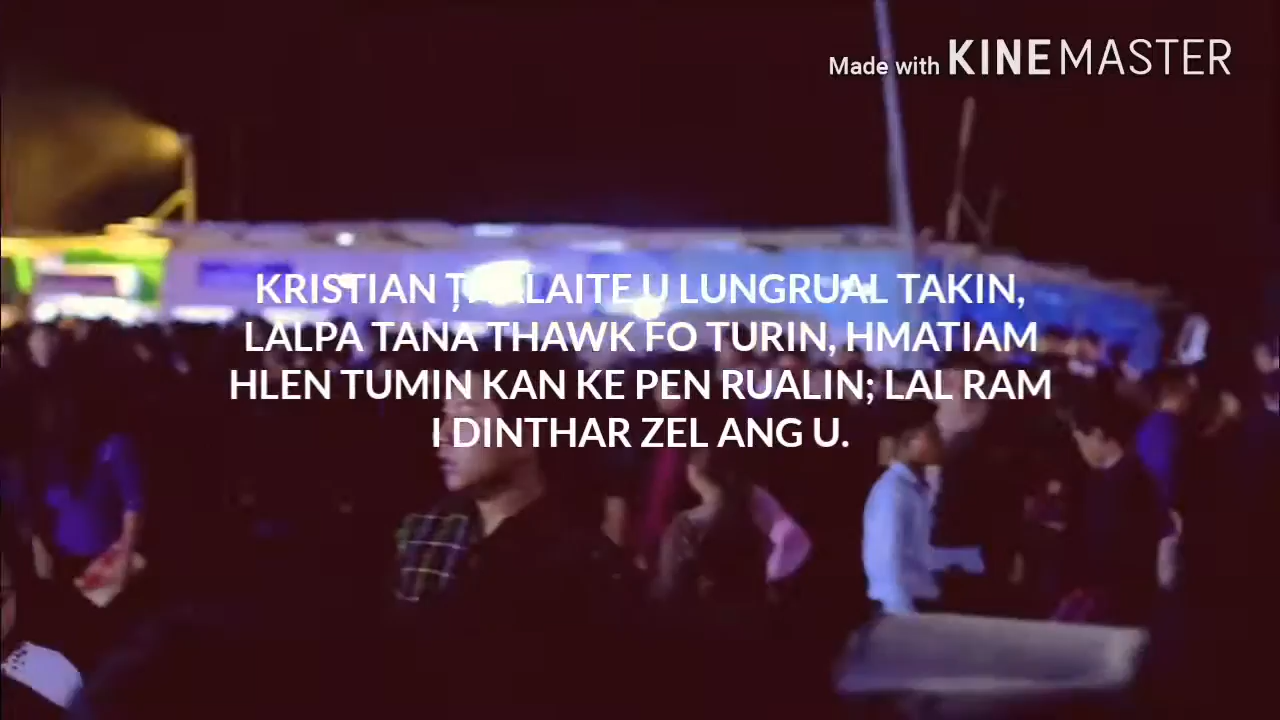 Made with KINEMASTER
KRISTIAN ṬHALAITE U LUNGRUAL TAKIN,
LALPA TANA THAWK FO TURIN, HMATIAM
HLEN TUMIN KAN KE PEN RUALIN; LAL RAM
I DINTHAR ZEL ANG U.